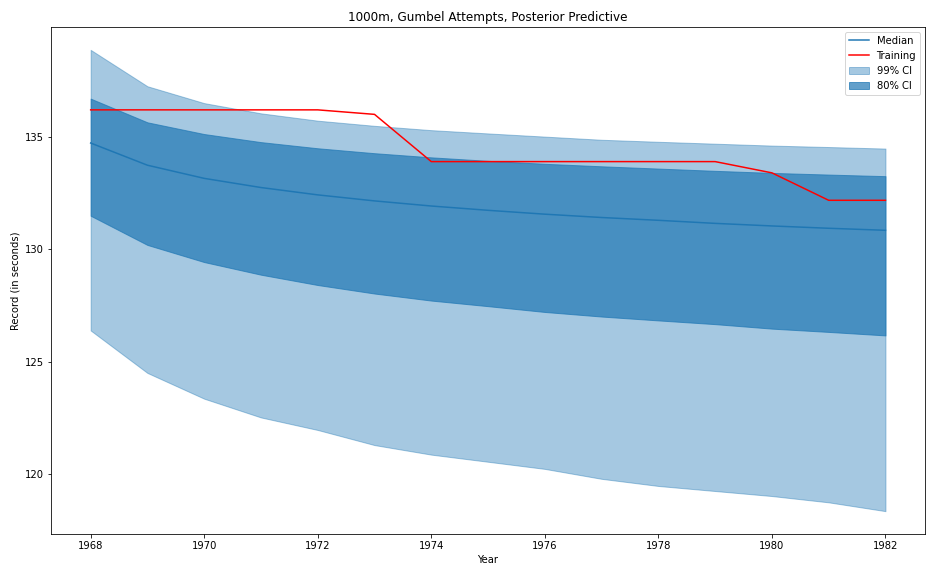 1000m, Gumbel Attempts, Posterior Predictive
Median
Training
99% CI
80% CI
Record (in seconds)
135
130
125
120
1968
1970
1972
1974
1976
1978
1980
1982
Year